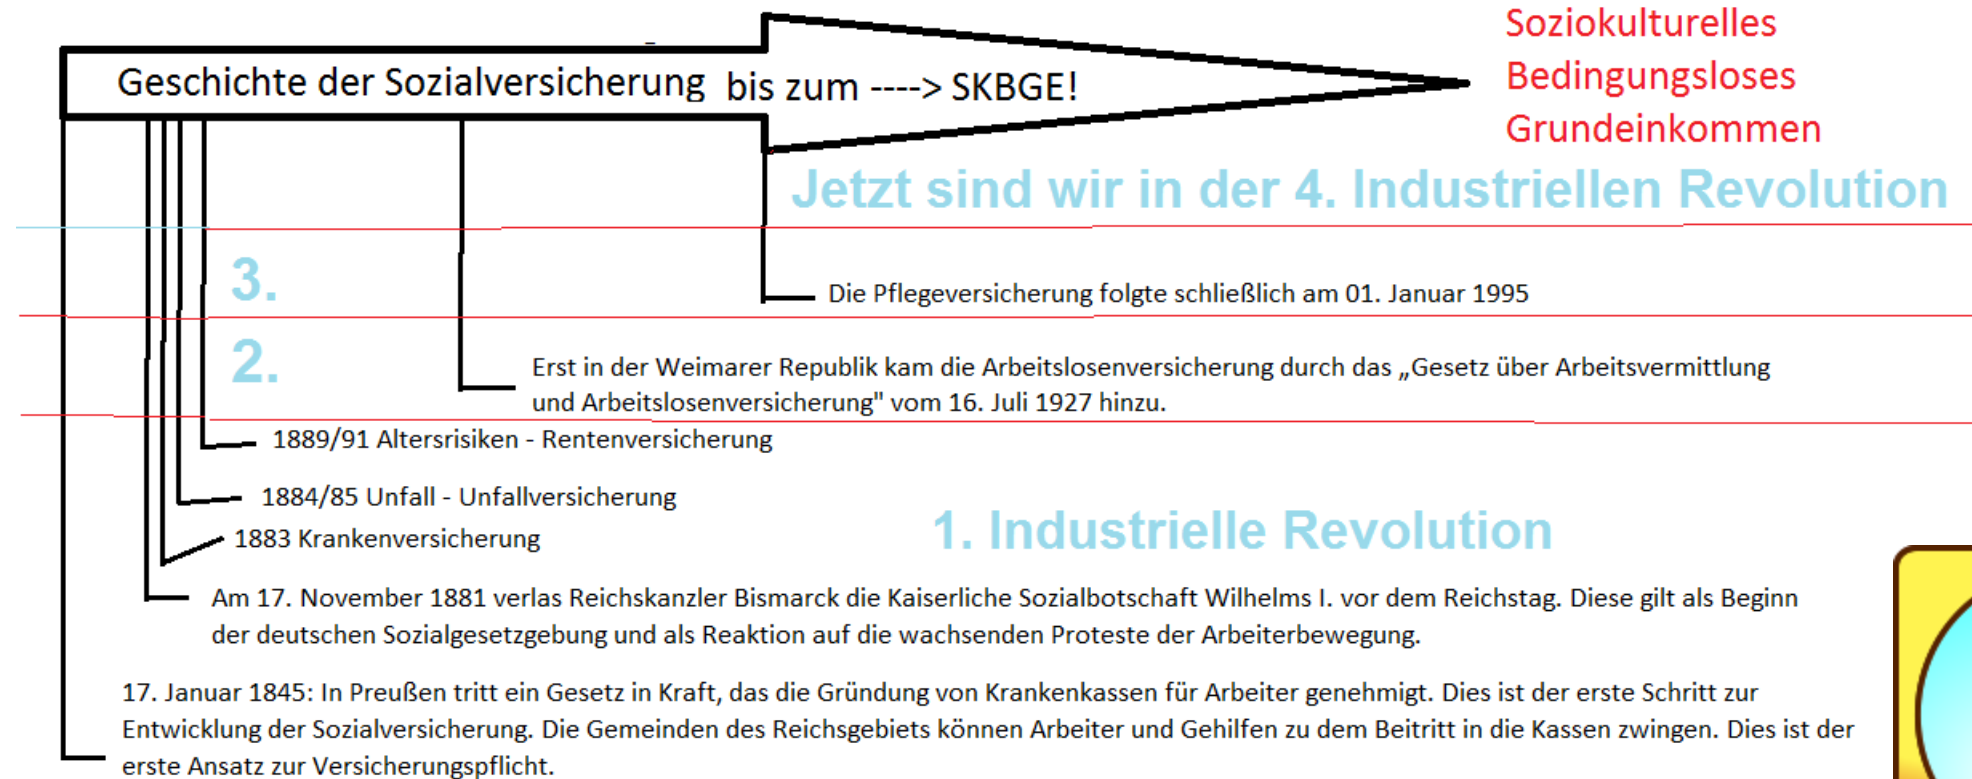 Geschichte der Sozialversicherung bis zum ----> SKBGE!
Soziokulturelles
Bedingungsloses
Grundeinkommen
Jetzt sind wir in der 4. Industriellen Revolution
3.
Die Pflegeversicherung folgte schließlich am 01. Januar 1995
2.
Erst in der Weimarer Republik kam die Arbeitslosenversicherung durch das „Gesetz über Arbeitsvermittlung
und Arbeitslosenversicherung" vom 16. Juli 1927 hinzu.
1889/91 Altersrisiken - Rentenversicherung
1884/85 Unfall - Unfallversicherung
1. Industrielle Revolution
1883 Krankenversicherung
Am 17. November 1881 verlas Reichskanzler Bismarck die Kaiserliche Sozialbotschaft Wilhelms I. vor dem Reichstag. Diese gilt als Beginn
der deutschen Sozialgesetzgebung und als Reaktion auf die wachsenden Proteste der Arbeiterbewegung.
17. Januar 1845: In Preußen tritt ein Gesetz in Kraft, das die Gründung von Krankenkassen für Arbeiter genehmigt. Dies ist der erste Schritt zur
Entwicklung der Sozialversicherung. Die Gemeinden des Reichsgebiets können Arbeiter und Gehilfen zu dem Beitritt in die Kassen zwingen. Dies ist der
erste Ansatz zur Versicherungspflicht.